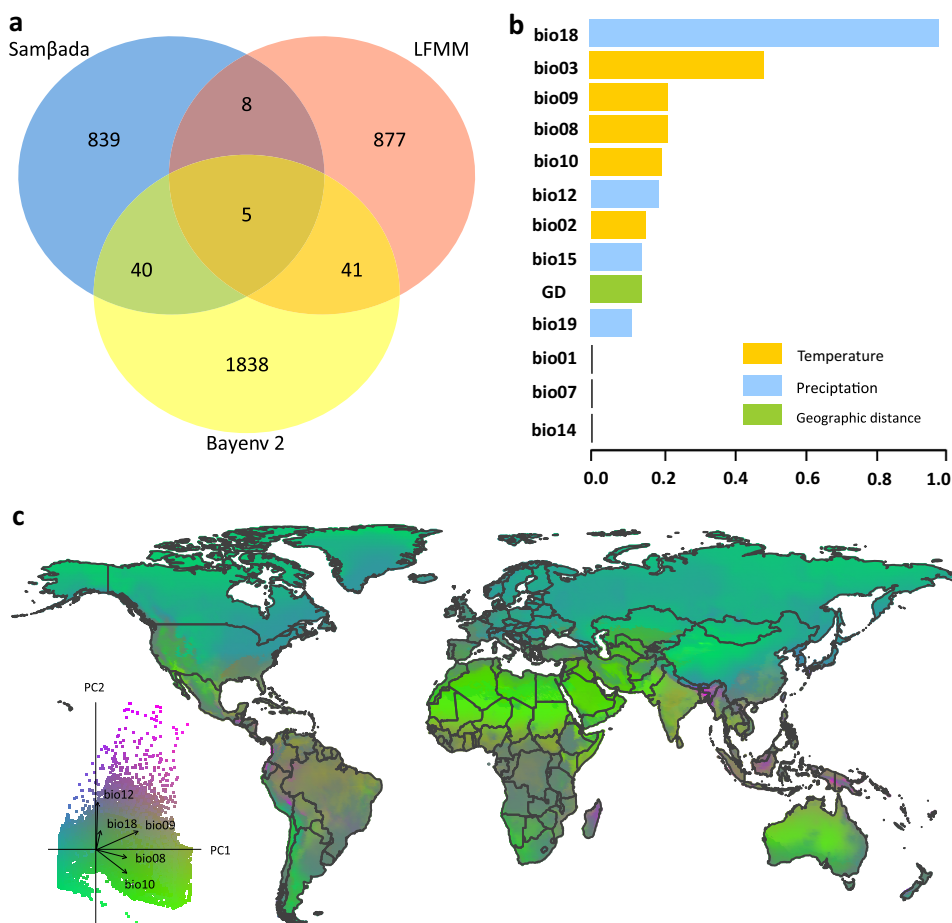 a
Samβada
LFMM
8
839
877
5
40
41
1838
Bayenv 2
b
bio18
bio03
bio09
bio08
bio10
bio12
bio02
bio15
GD
bio19
bio01
bio07
bio14
Temperature
Preciptation
Geographic distance
0.0 0.2 0.4 0.6 0.8 1.0
c
PC2
bio12
bio18 bio09
PC1
bio08
bio10